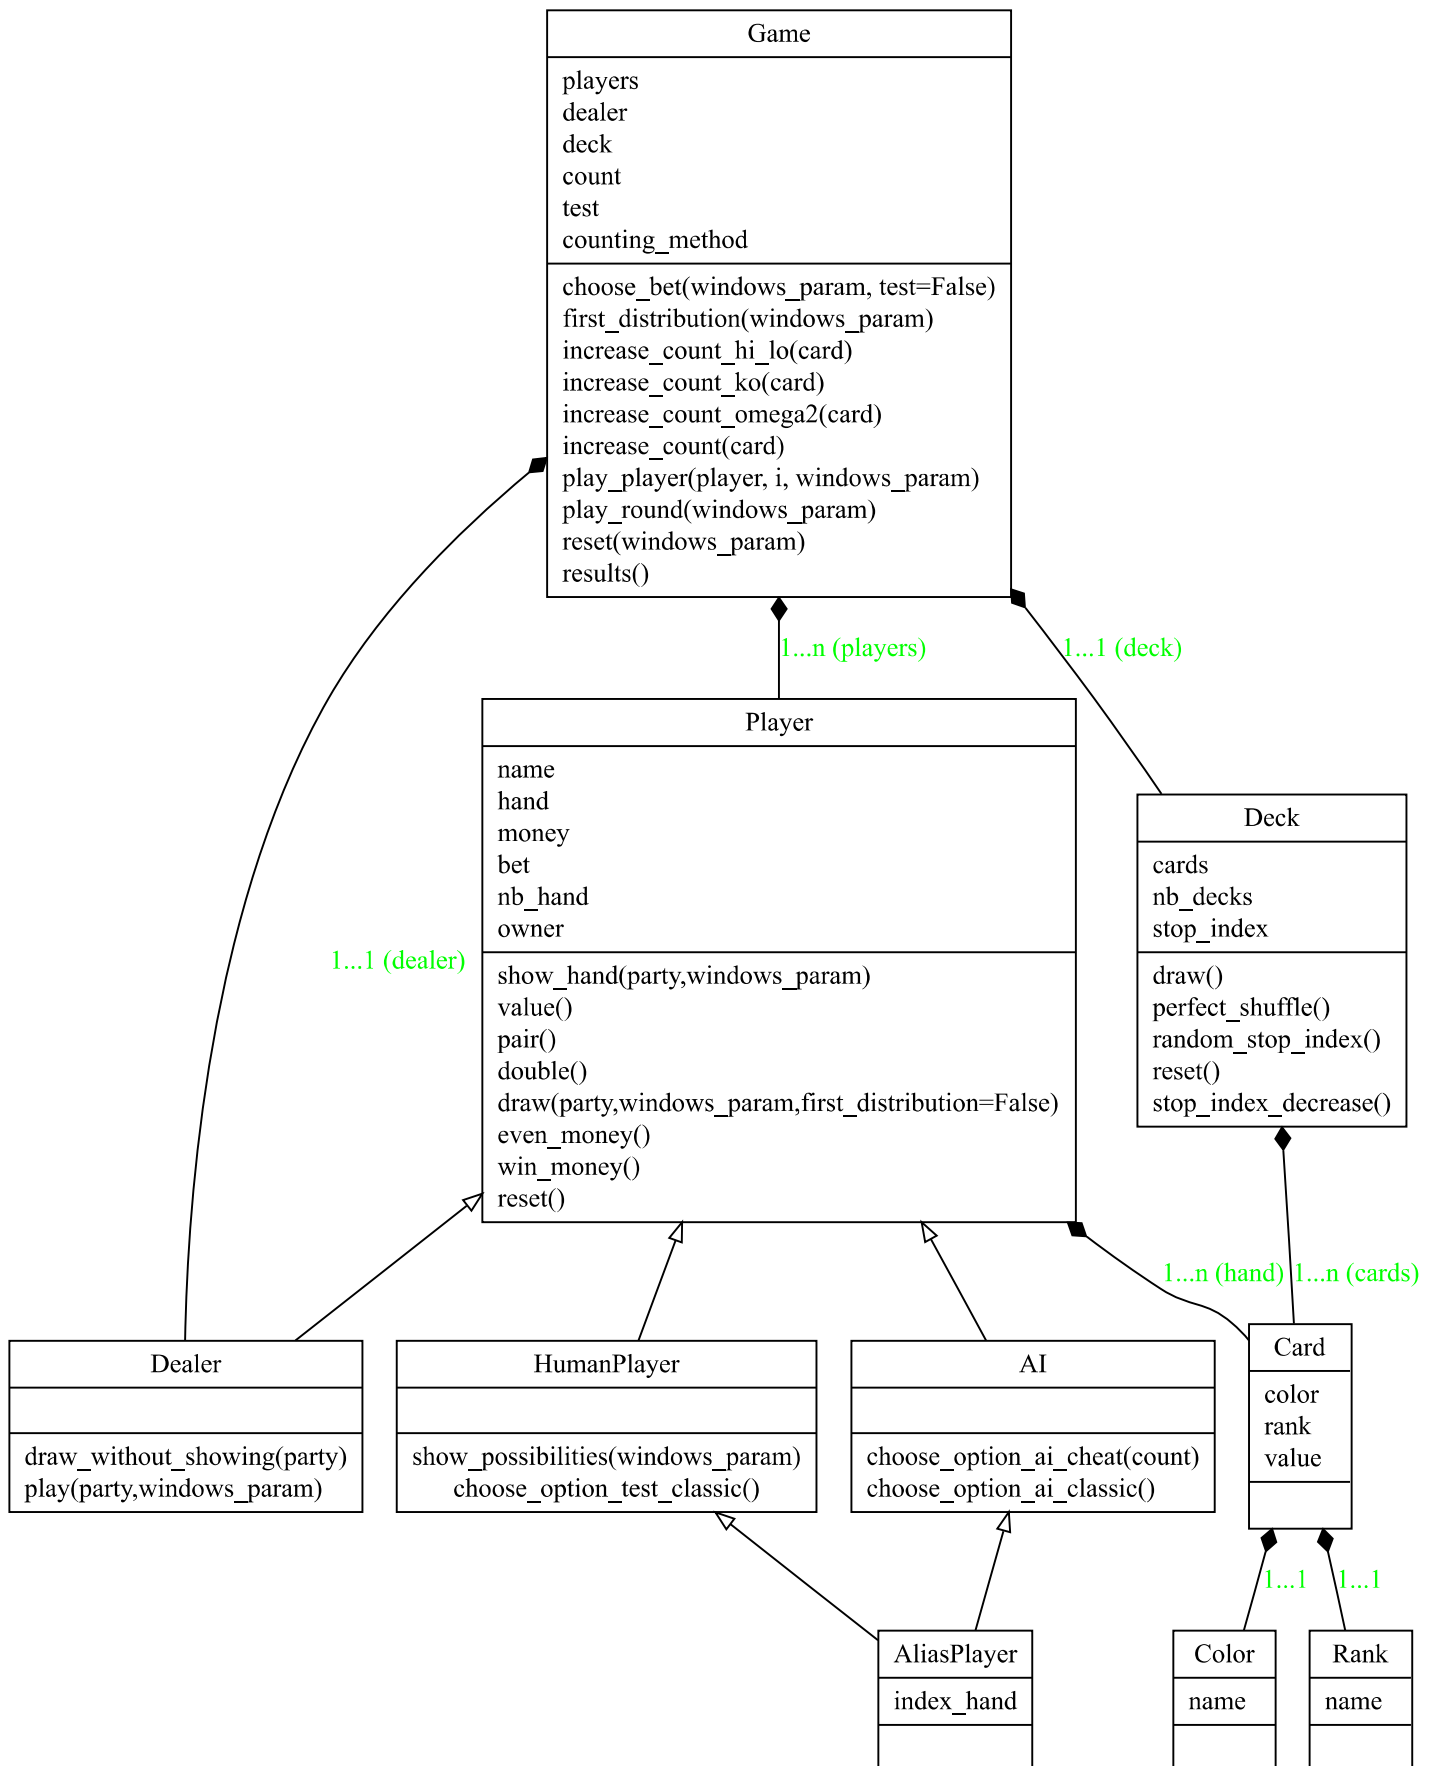 Game
players
dealer
deck
count
test
counting_method
choose_bet(windows_param, test=False)
first_distribution(windows_param)
increase_count_hi_lo(card)
increase_count_ko(card)
increase_count_omega2(card)
increase_count(card)
play_player(player, i, windows_param)
play_round(windows_param)
reset(windows_param)
results()
1...n (players)
1...1 (deck)
Player
name
hand
money
bet
nb_hand
owner
show_hand(party,windows_param)
value()
pair()
double()
draw(party,windows_param,first_distribution=False)
even_money()
win_money()
reset()
Deck
cards
nb_decks
stop_index
draw()
perfect_shuffle()
random_stop_index()
reset()
stop_index_decrease()
1...1 (dealer)
1...n (hand)
1...n (cards)
Dealer
draw_without_showing(party)
play(party,windows_param)
HumanPlayer
show_possibilities(windows_param)
choose_option_test_classic()
AI
choose_option_ai_cheat(count)
choose_option_ai_classic()
Card
color
rank
value
1...1
1...1
AliasPlayer
index_hand
Color
name
Rank
name